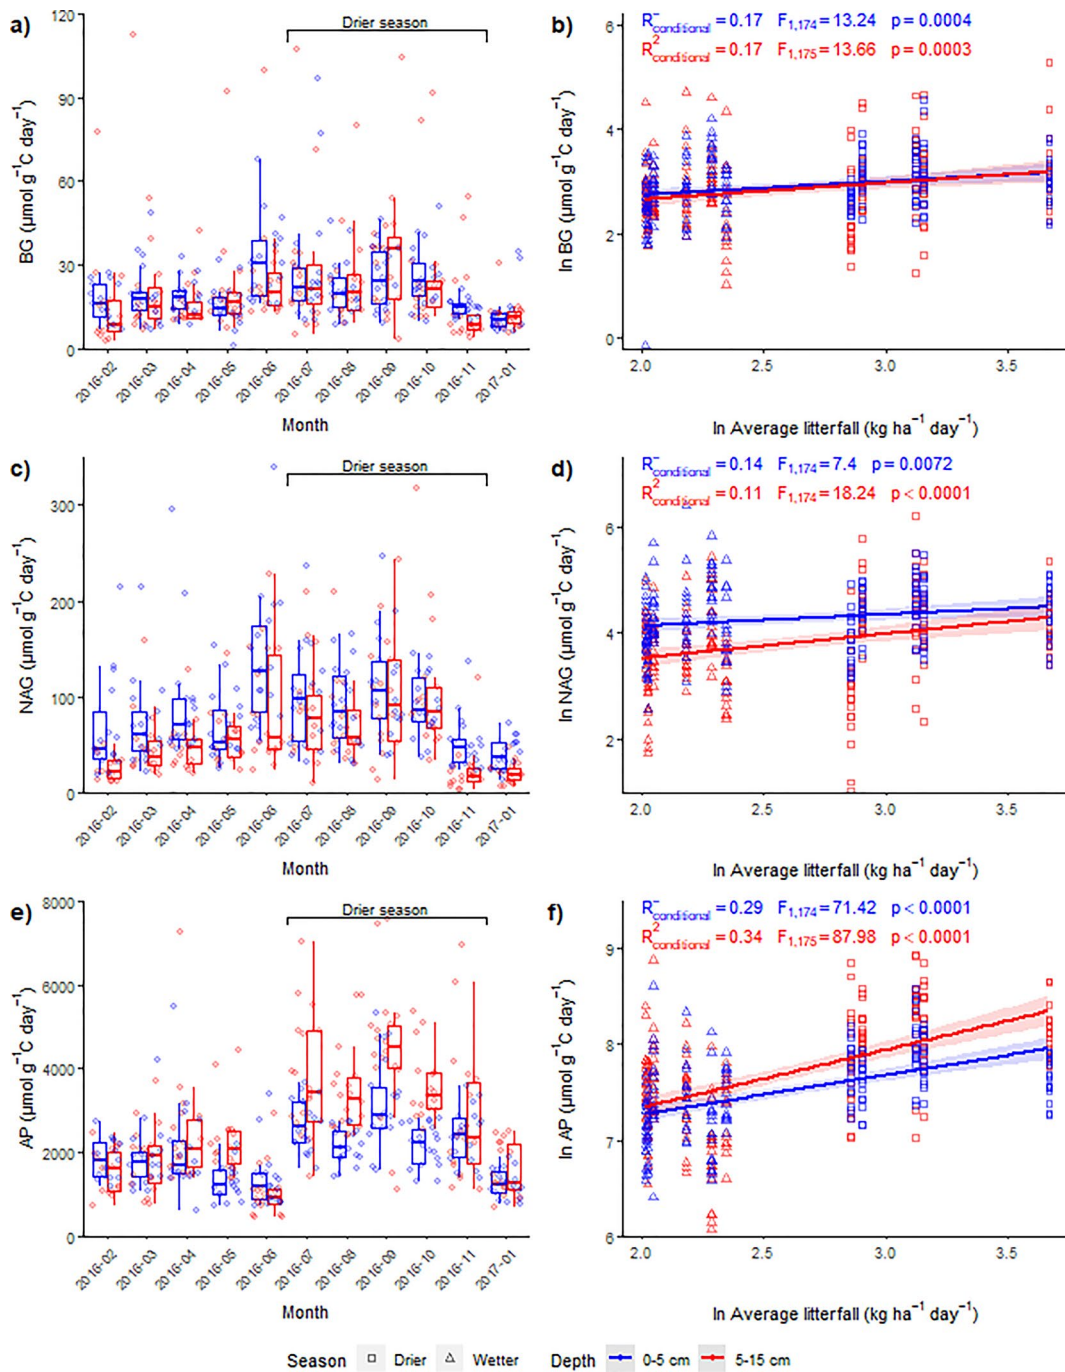 a)
Drier season
BG (μmol g⁻¹C day⁻¹)
120
90
60
30
0
2016-02 2016-03 2016-04 2016-05 2016-06 2016-07 2016-08 2016-09 2016-10 2016-11 2017-01
Month
b)
R⁻conditional = 0.17 F1,174 = 13.24 p = 0.0004
R²conditional = 0.17 F1,175 = 13.66 p = 0.0003
ln BG (μmol g⁻¹C day⁻¹)
6
4
2
0
2.0 2.5 3.0 3.5
ln Average litterfall (kg ha⁻¹ day⁻¹)
c)
Drier season
NAG (μmol g⁻¹C day⁻¹)
300
200
100
0
2016-02 2016-03 2016-04 2016-05 2016-06 2016-07 2016-08 2016-09 2016-10 2016-11 2017-01
Month
d)
R⁻conditional = 0.14 F1,174 = 7.4 p = 0.0072
R²conditional = 0.11 F1,174 = 18.24 p < 0.0001
ln NAG (μmol g⁻¹C day⁻¹)
6
4
2
2.0 2.5 3.0 3.5
ln Average litterfall (kg ha⁻¹ day⁻¹)
e)
Drier season
AP (μmol g⁻¹C day⁻¹)
8000
6000
4000
2000
0
2016-02 2016-03 2016-04 2016-05 2016-06 2016-07 2016-08 2016-09 2016-10 2016-11 2017-01
Month
f)
R⁻conditional = 0.29 F1,174 = 71.42 p < 0.0001
R²conditional = 0.34 F1,175 = 87.98 p < 0.0001
ln AP (μmol g⁻¹C day⁻¹)
9
8
7
6
2.0 2.5 3.0 3.5
ln Average litterfall (kg ha⁻¹ day⁻¹)
Season Drier Wetter Depth 0-5 cm 5-15 cm